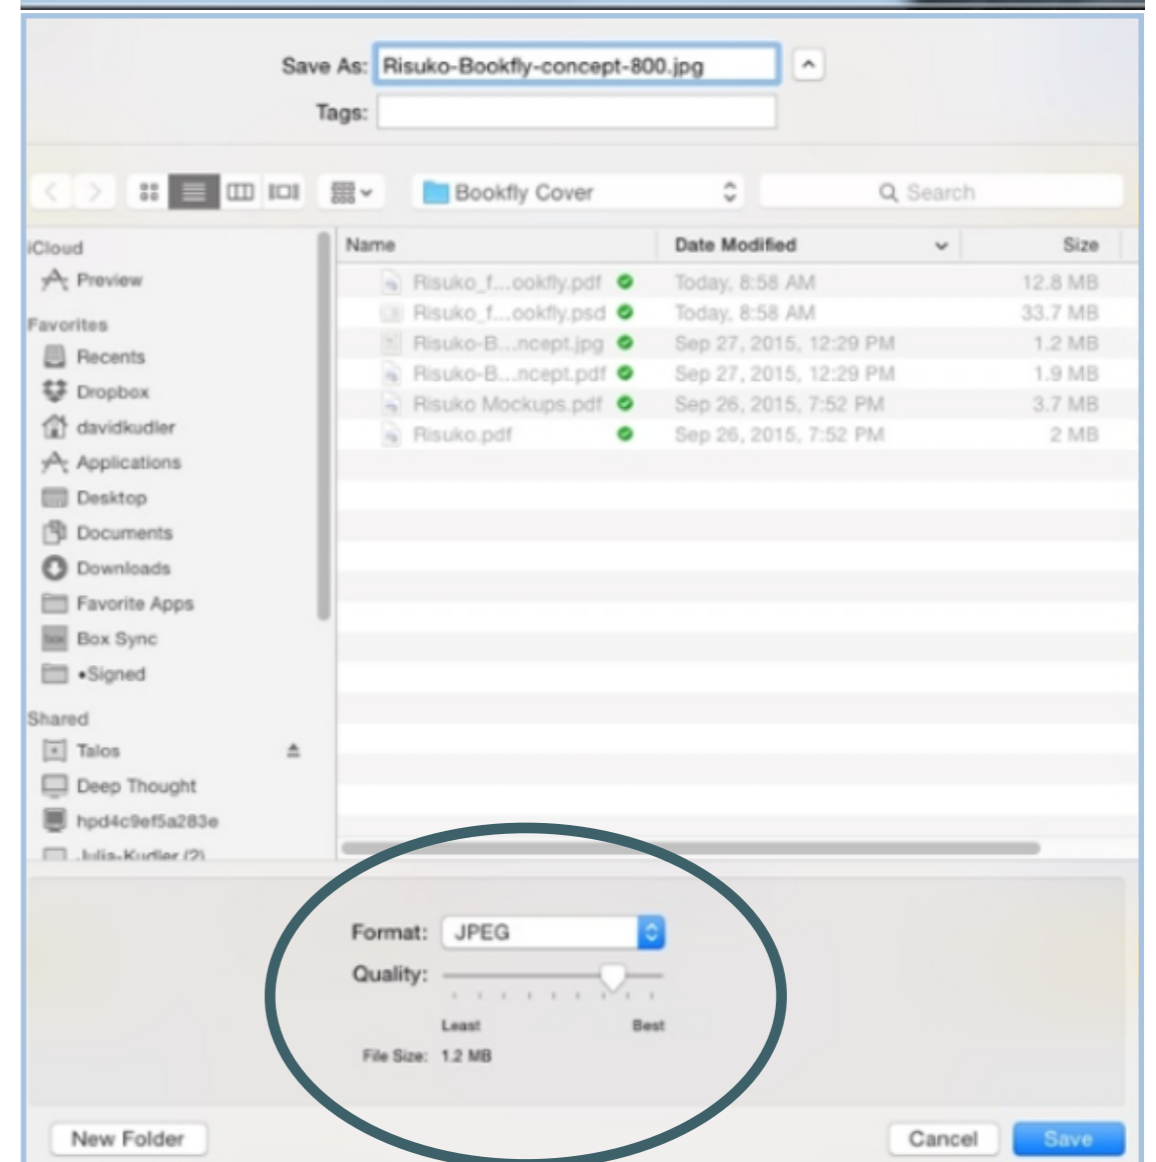 Save As: Risuko-Bookfly-concept-800.jpg
Tags:
Bookfly Cover
Search
iCloud
Preview
Favorites
Recents
Dropbox
davidkudler
Applications
Desktop
Documents
Downloads
Favorite Apps
Box Sync
•Signed
Shared
Talos
Deep Thought
hpd4c9ef5a283e
Julia-Kudler (2)
Name Date Modified Size
Risuko_f...ookfly.pdf Today, 8:58 AM 12.8 MB
Risuko_f...ookfly.psd Today, 8:58 AM 33.7 MB
Risuko-B...ncept.jpg Sep 27, 2015, 12:29 PM 1.2 MB
Risuko-B...ncept.pdf Sep 27, 2015, 12:29 PM 1.9 MB
Risuko Mockups.pdf Sep 26, 2015, 7:52 PM 3.7 MB
Risuko.pdf Sep 26, 2015, 7:52 PM 2 MB
Format: JPEG
Quality:
Least Best
File Size: 1.2 MB
New Folder Cancel Save